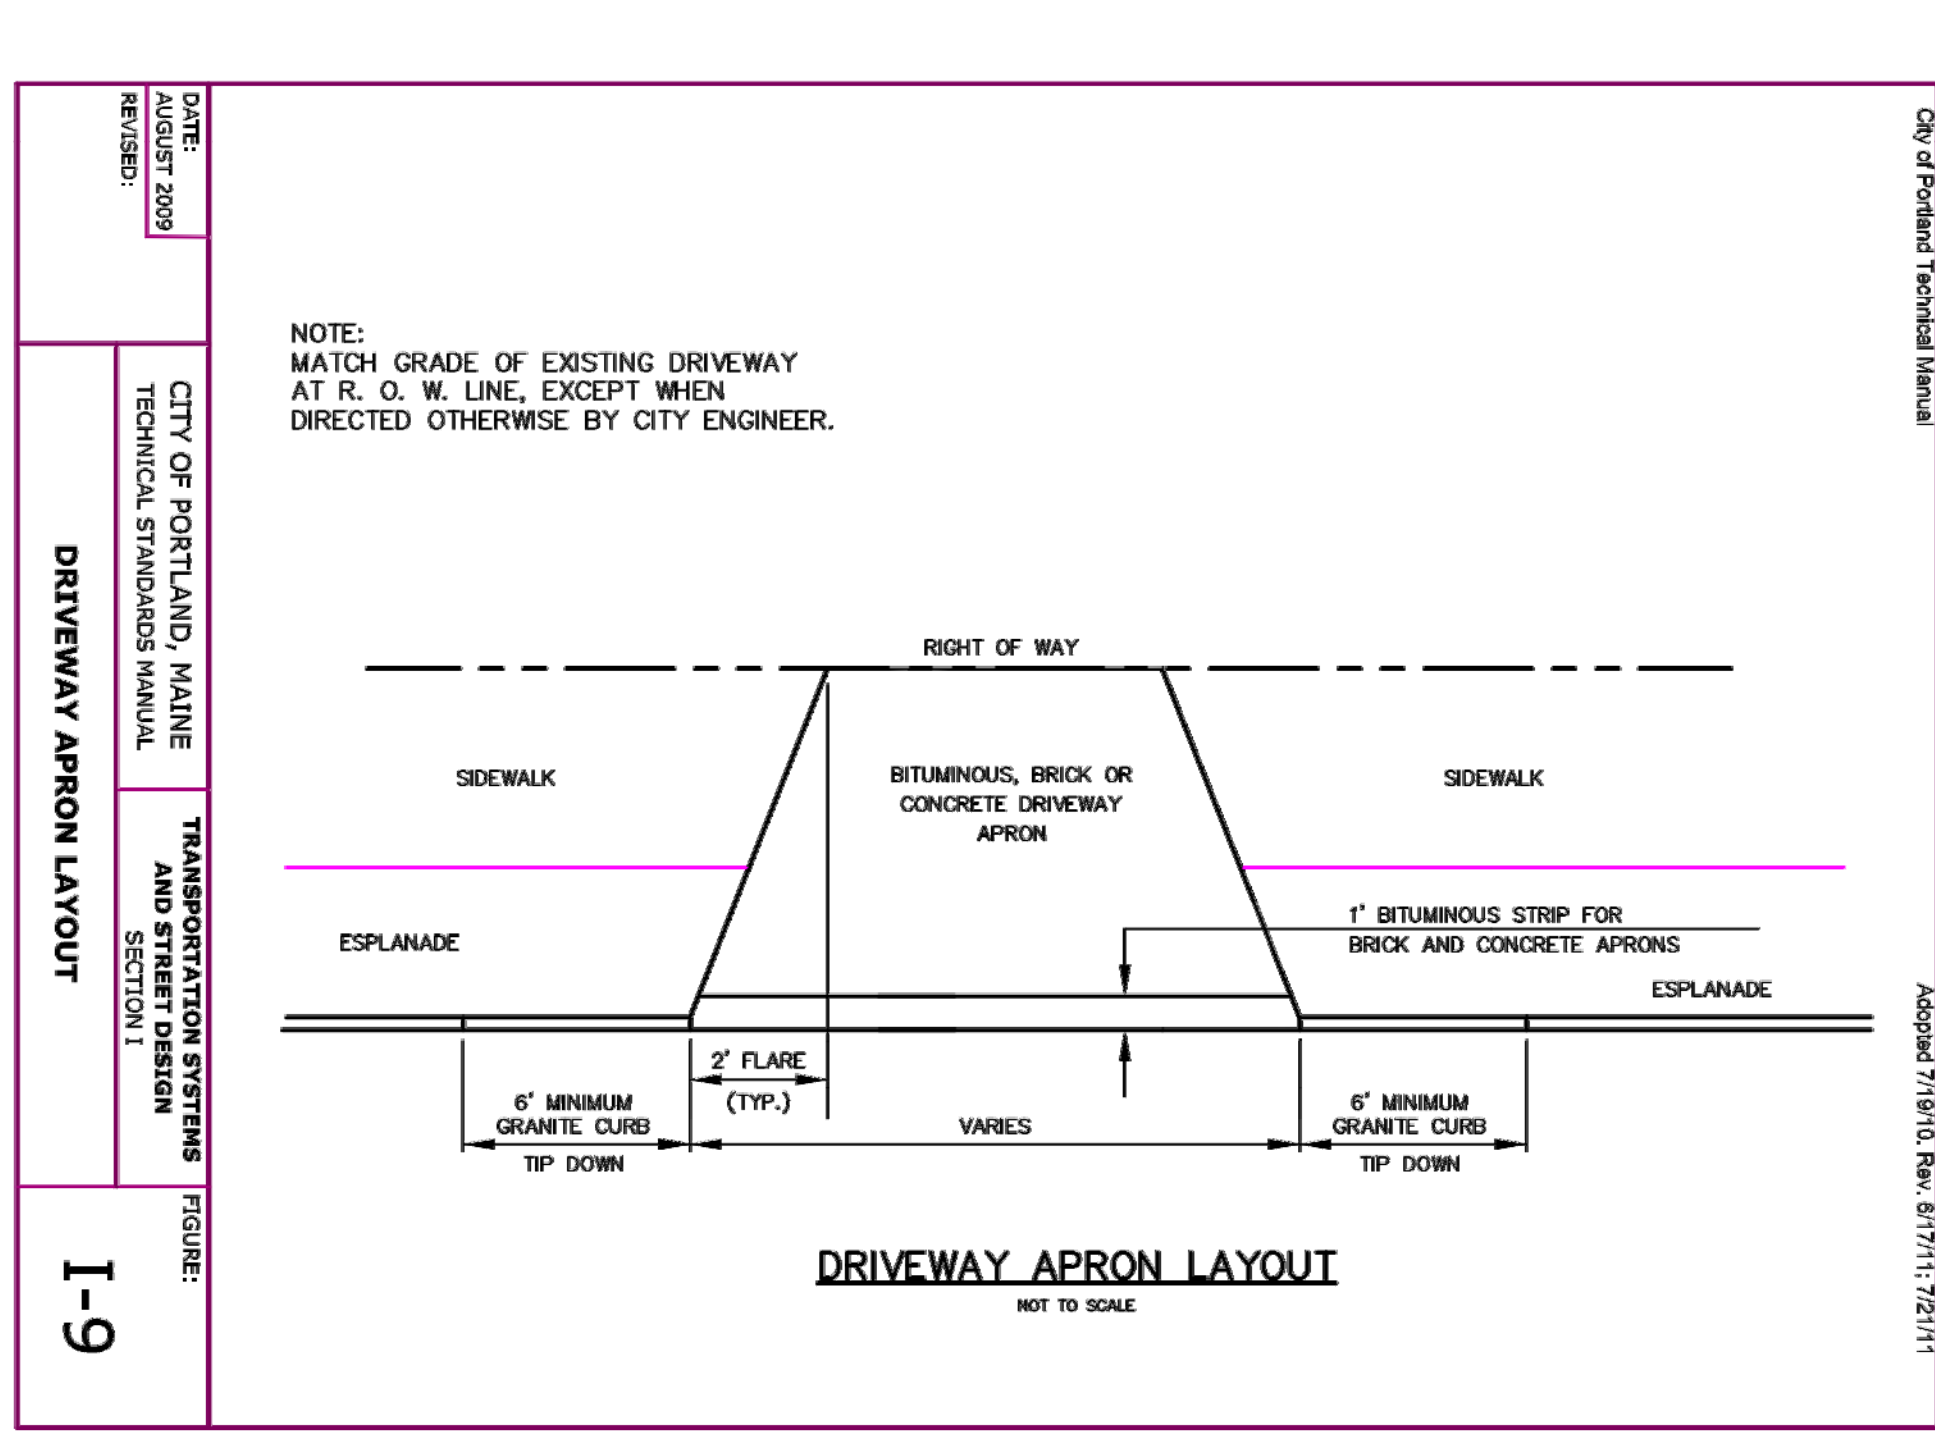 City of Portland Technical Manual
Adopted 7/19/10. Rev. 6/17/11; 7/21/11
NOTE:
MATCH GRADE OF EXISTING DRIVEWAY
AT R. O. W. LINE, EXCEPT WHEN
DIRECTED OTHERWISE BY CITY ENGINEER.
RIGHT OF WAY
SIDEWALK
BITUMINOUS, BRICK OR
CONCRETE DRIVEWAY
APRON
SIDEWALK
ESPLANADE
1' BITUMINOUS STRIP FOR
BRICK AND CONCRETE APRONS
ESPLANADE
2' FLARE
(TYP.)
6' MINIMUM
GRANITE CURB
TIP DOWN
VARIES
6' MINIMUM
GRANITE CURB
TIP DOWN
DRIVEWAY APRON LAYOUT
NOT TO SCALE
DATE:
AUGUST 2009
REVISED:
CITY OF PORTLAND, MAINE
TECHNICAL STANDARDS MANUAL
TRANSPORTATION SYSTEMS
AND STREET DESIGN
SECTION I
DRIVEWAY APRON LAYOUT
FIGURE:
I-9